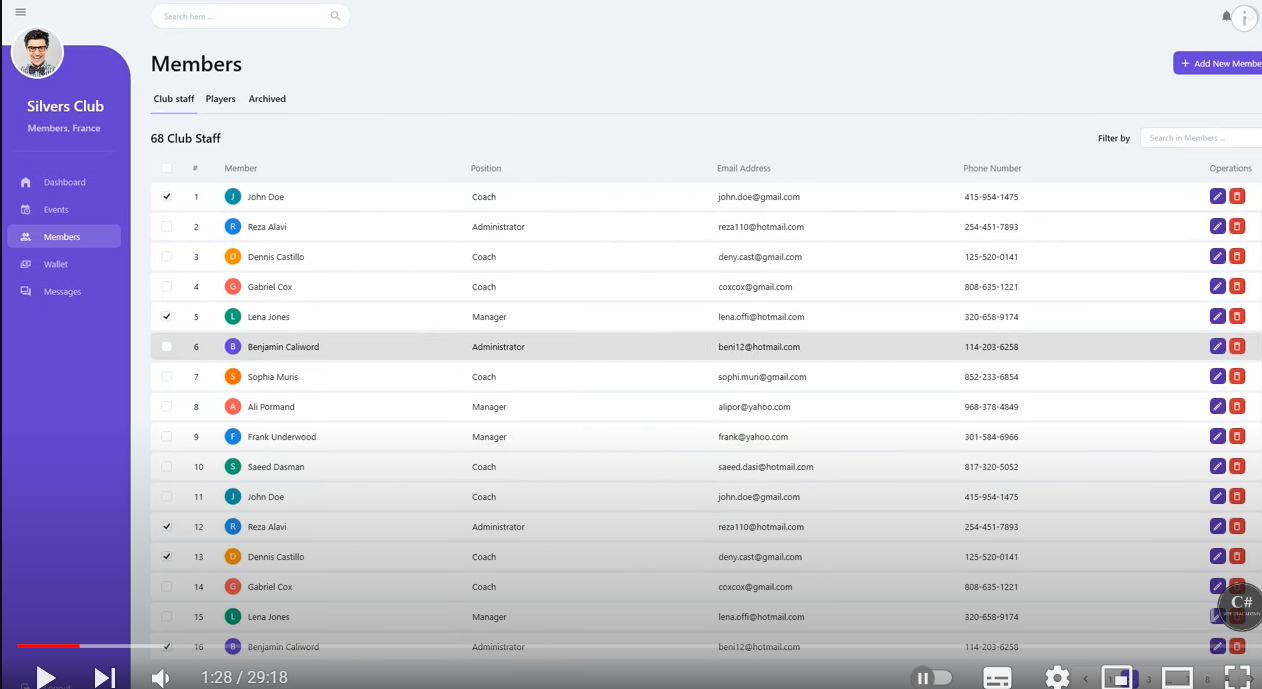 Search here ...
Silvers Club
Members, France
Dashboard
Events
Members
Wallet
Messages
Members
+ Add New Membe
Club staff Players Archived
68 Club Staff
Filter by Search in Members ...
# Member Position Email Address Phone Number Operations
1 J John Doe Coach john.doe@gmail.com 415-954-1475
2 R Reza Alavi Administrator reza110@hotmail.com 254-451-7893
3 D Dennis Castillo Coach deny.cast@gmail.com 125-520-0141
4 G Gabriel Cox Coach coxcox@gmail.com 808-635-1221
5 L Lena Jones Manager lena.offi@hotmail.com 320-658-9174
6 B Benjamin Caliword Administrator beni12@hotmail.com 114-203-6258
7 S Sophia Muris Coach sophi.muri@gmail.com 852-233-6854
8 A Ali Pormand Manager alipor@yahoo.com 968-378-4849
9 F Frank Underwood Manager frank@yahoo.com 301-584-6966
10 S Saeed Dasman Coach saeed.dasi@hotmail.com 817-320-5052
11 J John Doe Coach john.doe@gmail.com 415-954-1475
12 R Reza Alavi Administrator reza110@hotmail.com 254-451-7893
13 D Dennis Castillo Coach deny.cast@gmail.com 125-520-0141
14 G Gabriel Cox Coach coxcox@gmail.com 808-635-1221
15 L Lena Jones Manager lena.offi@hotmail.com 320-658-9174
16 B Benjamin Caliword Administrator beni12@hotmail.com 114-203-6258
C#
1:28 / 29:18
3 8